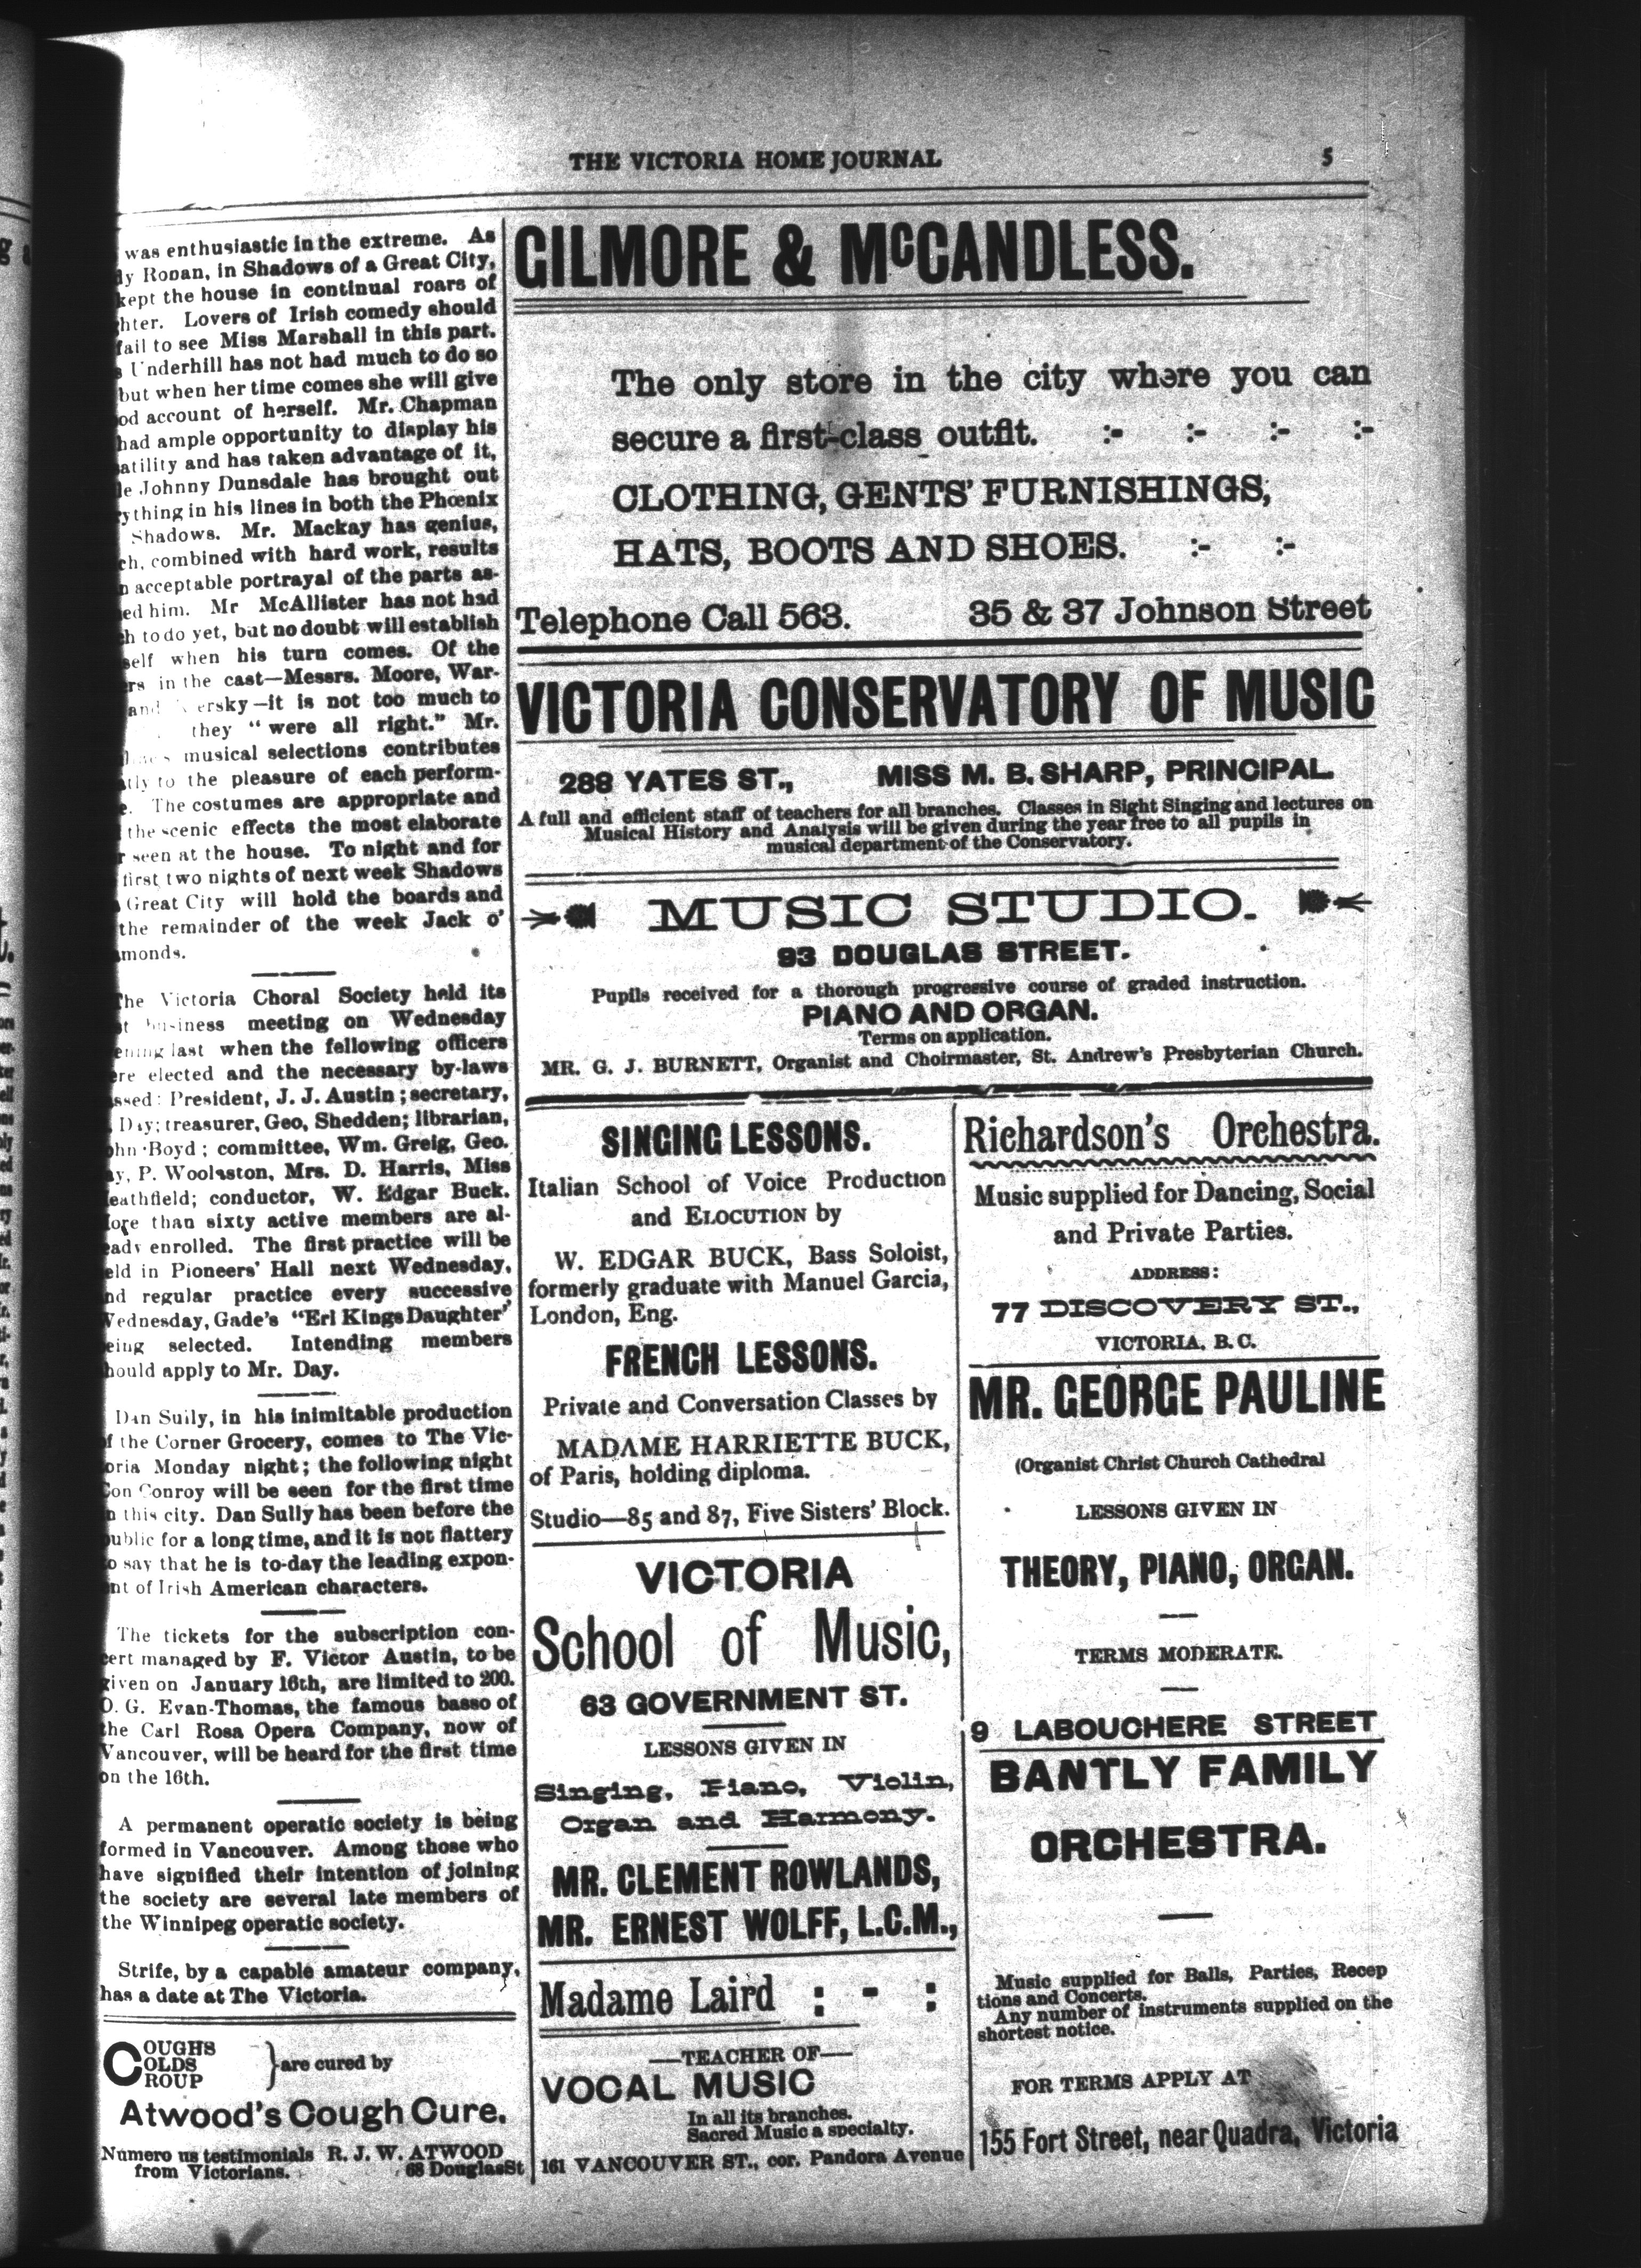 THE VICTORIA HOME JOURNAL 5
was enthusiastic in the extreme. As
Ronan, in Shadows of a Great City,
kept the house in continual roars of
Lovers of Irish comedy should
fail to see Miss Marshall in this part.
Underhill has not had much to do so
but when her time comes she will give
account of herself. Mr. Chapman
had ample opportunity to display his
and has taken advantage of it,
Johnny Dunsdale has brought out
in his lines in both the Phœnix
Shadows. Mr. Mackay has genius,
combined with hard work, results
acceptable portrayal of the parts as-
him. Mr McAllister has not had
to do yet, but no doubt will establish
self when his turn comes. Of the
in the cast—Messrs. Moore, War-
and ersky—it is not too much to
they "were all right." Mr.
musical selections contributes
to the pleasure of each perform-
The costumes are appropriate and
the scenic effects the most elaborate
seen at the house. To night and for
first two nights of next week Shadows
Great City will hold the boards and
the remainder of the week Jack o'
monds.
The Victoria Choral Society held its
business meeting on Wednesday
last when the fellowing officers
elected and the necessary by-laws
President, J. J. Austin; secretary,
Day; treasurer, Geo, Shedden; librarian,
Boyd; committee, Wm. Greig, Geo.
P. Woolaston, Mrs. D. Harris, Miss
eathfield; conductor, W. Edgar Buck.
ore than sixty active members are al-
eady enrolled. The first practice will be
eld in Pioneers' Hall next Wednesday,
nd regular practice every successive
Wednesday, Gade's "Erl Kings Daughter'
eing selected. Intending members
hould apply to Mr. Day.
Dan Sully, in his inimitable production
f the Corner Grocery, comes to The Vic-
oria Monday night; the following night
Con Conroy will be seen for the first time
n this city. Dan Sully has been before the
public for a long time, and it is not flattery
o say that he is to-day the leading expon-
nt of Irish American characters.
The tickets for the subscription con-
cert managed by F. Victor Austin, to be
given on January 16th, are limited to 200.
D. G. Evan-Thomas, the famous basso of
the Carl Rosa Opera Company, now of
Vancouver, will be heard for the first time
on the 16th.
A permanent operatic society is being
formed in Vancouver. Among those who
have signified their intention of joining
the society are several late members of
the Winnipeg operatic society.
Strife, by a capable amateur company,
has a date at The Victoria.
COUGHS
COLDS } are cured by
CROUP
Atwood's Cough Cure.
Numero us testimonials R. J. W. ATWOOD
from Victorians. 68 Douglas St
GILMORE & McCANDLESS.
The only store in the city where you can
secure a first-class outfit. :- :- :- :-
CLOTHING, GENTS' FURNISHINGS,
HATS, BOOTS AND SHOES. :- :-
Telephone Call 563. 35 & 37 Johnson Street
VICTORIA CONSERVATORY OF MUSIC
288 YATES ST., MISS M. B. SHARP, PRINCIPAL.
A full and efficient staff of teachers for all branches. Classes in Sight Singing and lectures on
Musical History and Analysis will be given during the year free to all pupils in
musical department of the Conservatory.
MUSIC STUDIO.
93 DOUGLAS STREET.
Pupils received for a thorough progressive course of graded instruction.
PIANO AND ORGAN.
Terms on application.
MR. G. J. BURNETT, Organist and Choirmaster, St. Andrew's Presbyterian Church.
SINGING LESSONS.
Italian School of Voice Production
and ELOCUTION by
W. EDGAR BUCK, Bass Soloist,
formerly graduate with Manuel Garcia,
London, Eng.
FRENCH LESSONS.
Private and Conversation Classes by
MADAME HARRIETTE BUCK,
of Paris, holding diploma.
Studio—85 and 87, Five Sisters' Block.
VICTORIA
School of Music,
63 GOVERNMENT ST.
LESSONS GIVEN IN
Singing, Piano, Violin,
Organ and Harmony.
MR. CLEMENT ROWLANDS,
MR. ERNEST WOLFF, L.C.M.,
Madame Laird : - :
—TEACHER OF—
VOCAL MUSIC
In all its branches.
Sacred Music a specialty.
161 VANCOUVER ST., cor. Pandora Avenue
Richardson's Orchestra.
Music supplied for Dancing, Social
and Private Parties.
ADDRESS:
77 DISCOVERY ST.,
VICTORIA, B. C.
MR. GEORGE PAULINE
(Organist Christ Church Cathedral
LESSONS GIVEN IN
THEORY, PIANO, ORGAN.
TERMS MODERATE.
9 LABOUCHERE STREET
BANTLY FAMILY
ORCHESTRA.
Music supplied for Balls, Parties, Recep
tions and Concerts.
Any number of instruments supplied on the
shortest notice.
FOR TERMS APPLY AT
155 Fort Street, near Quadra, Victoria